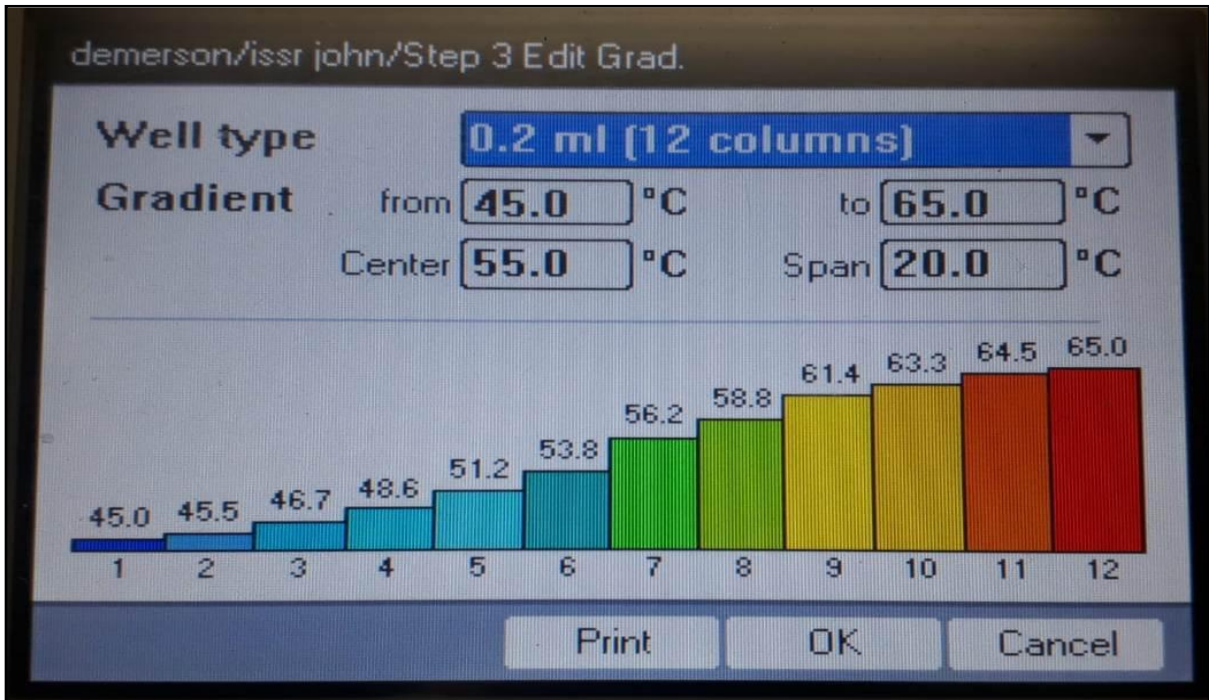 demerson/issr john/Step 3 Edit Grad.
Well type 0.2 ml (12 columns)
Gradient from 45.0 °C to 65.0 °C
Center 55.0 °C Span 20.0 °C
45.0 45.5 46.7 48.6 51.2 53.8 56.2 58.8 61.4 63.3 64.5 65.0
1 2 3 4 5 6 7 8 9 10 11 12
Print OK Cancel